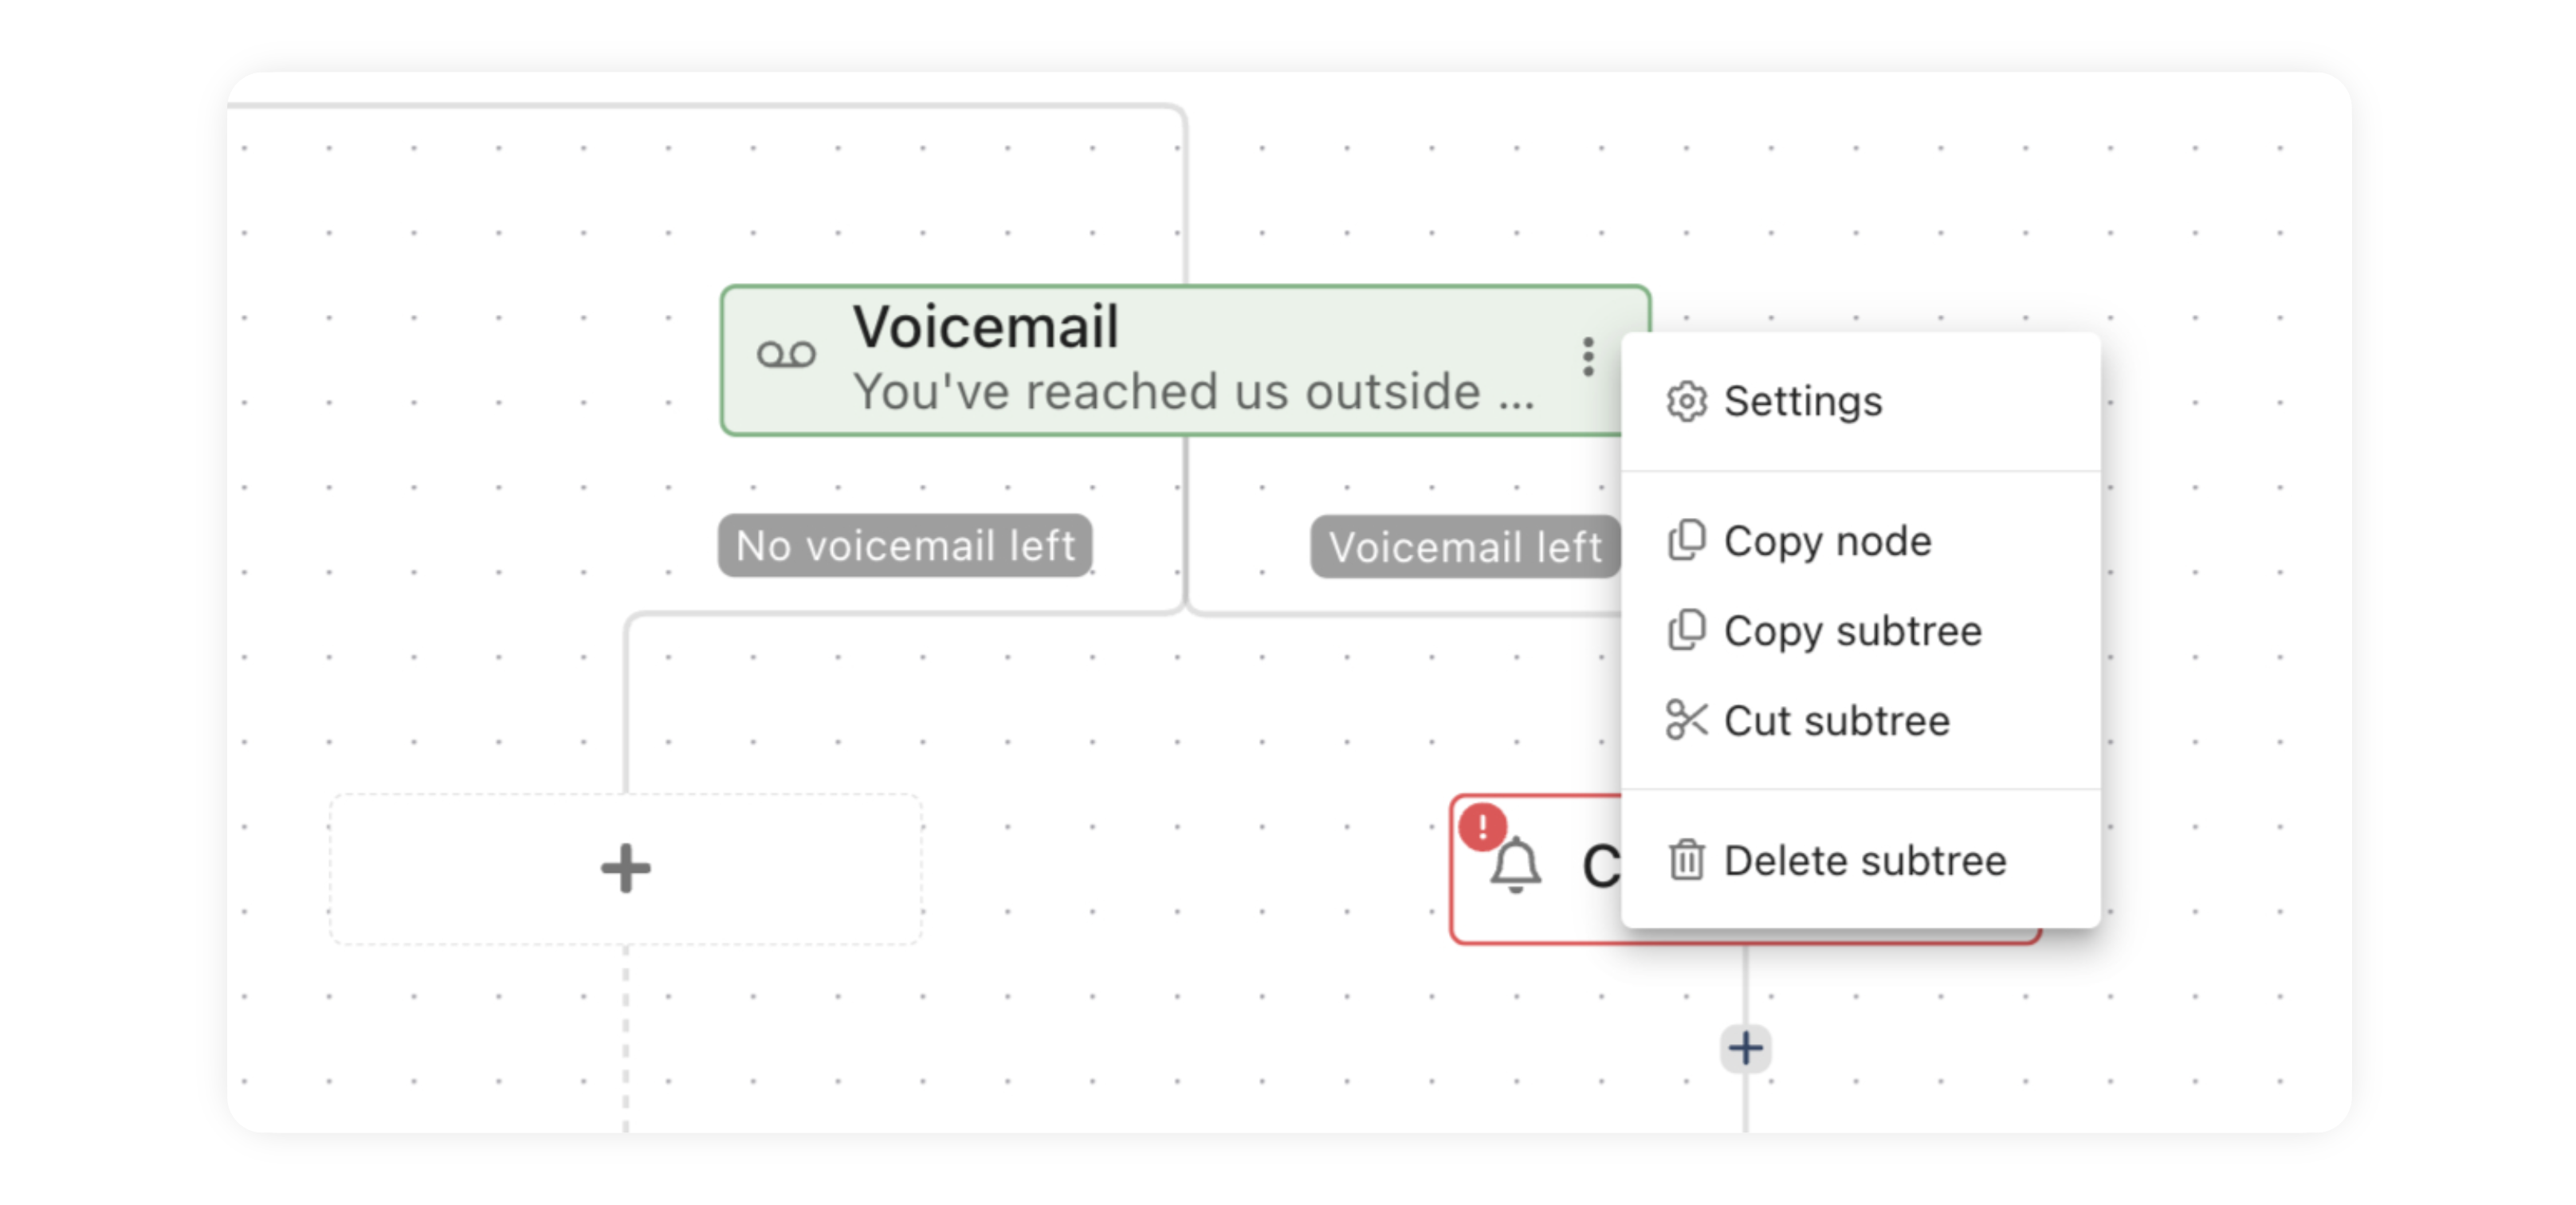 Voicemail
You've reached us outside ...
No voicemail left
Voicemail left
C
Settings
Copy node
Copy subtree
Cut subtree
Delete subtree